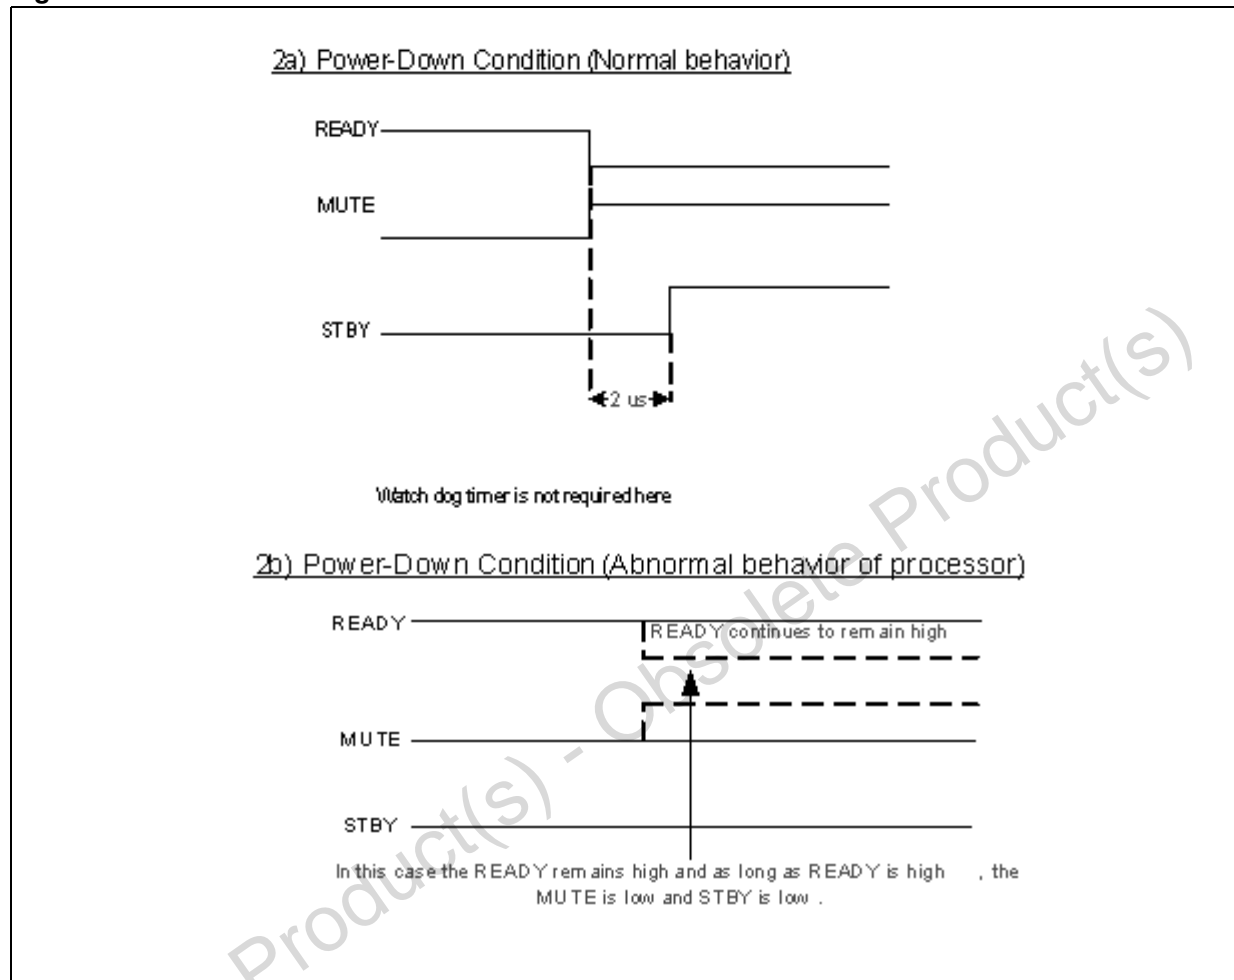 2a) Power-Down Condition (Normal behavior)
READY
MUTE
STBY
2 us
Watch dog timer is not required here
2b) Power-Down Condition (Abnormal behavior of processor)
READY
READY continues to remain high
MUTE
STBY
In this case the READY remains high and as long as READY is high , the
MUTE is low and STBY is low .
Product(s) - Obsolete Product(s)